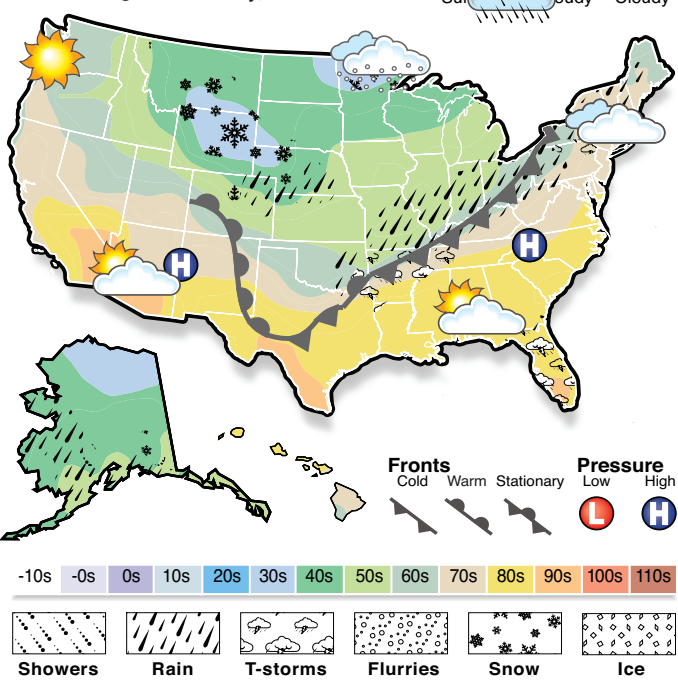 Cloudy
H
H
Fronts
Cold Warm Stationary
Pressure
Low High
L H
-10s -0s 0s 10s 20s 30s 40s 50s 60s 70s 80s 90s 100s 110s
Showers Rain T-storms Flurries Snow Ice